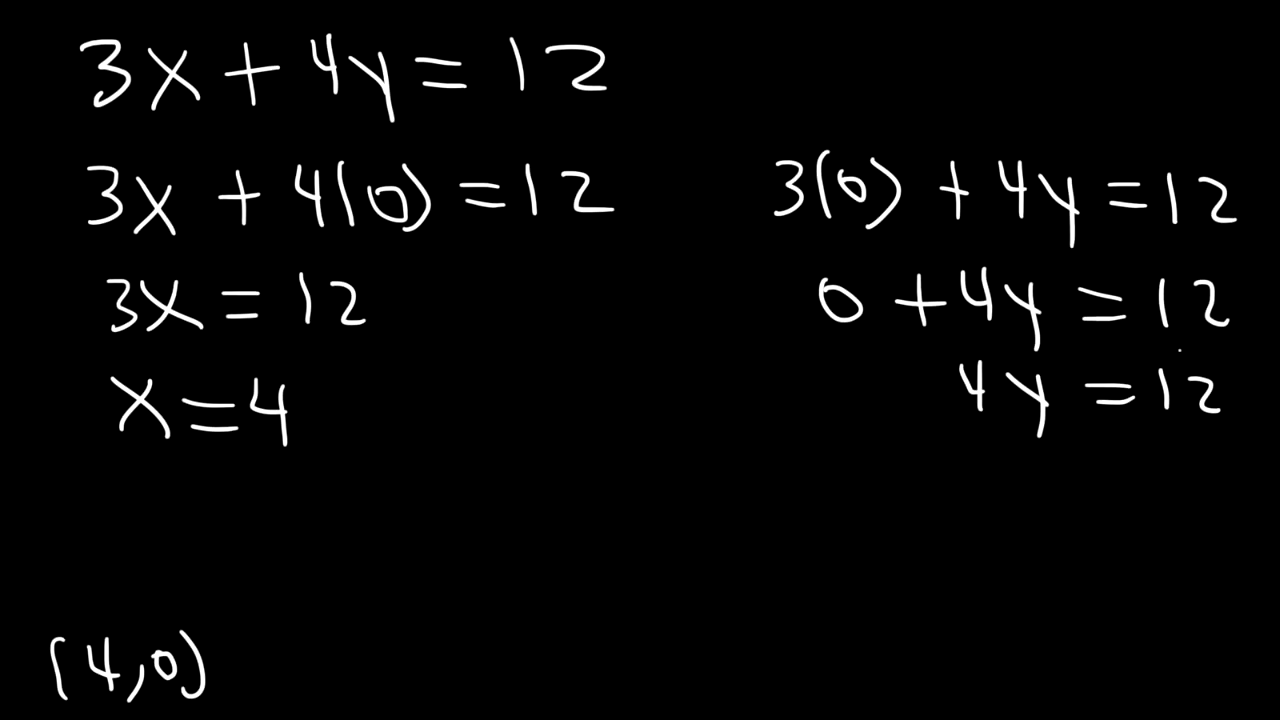 3x + 4y = 12
3x + 4(0) = 12
3x = 12
x = 4
(4,0)
3(0) + 4y = 12
0 + 4y = 12
4y = 12